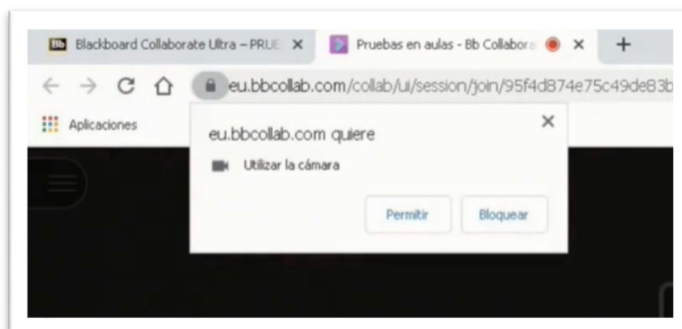 Bb Blackboard Collaborate Ultra – PRUE
Pruebas en aulas - Bb Collabora
eu.bbcollab.com/collab/ui/session/join/95f4d874e75c49de83b
Aplicaciones
eu.bbcollab.com quiere
Utilizar la cámara
Permitir
Bloquear